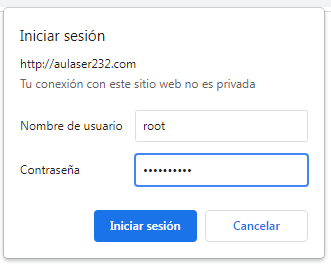 Iniciar sesión
http://aulaser232.com
Tu conexión con este sitio web no es privada
Nombre de usuario root
Contraseña ••••••••••
Iniciar sesión Cancelar